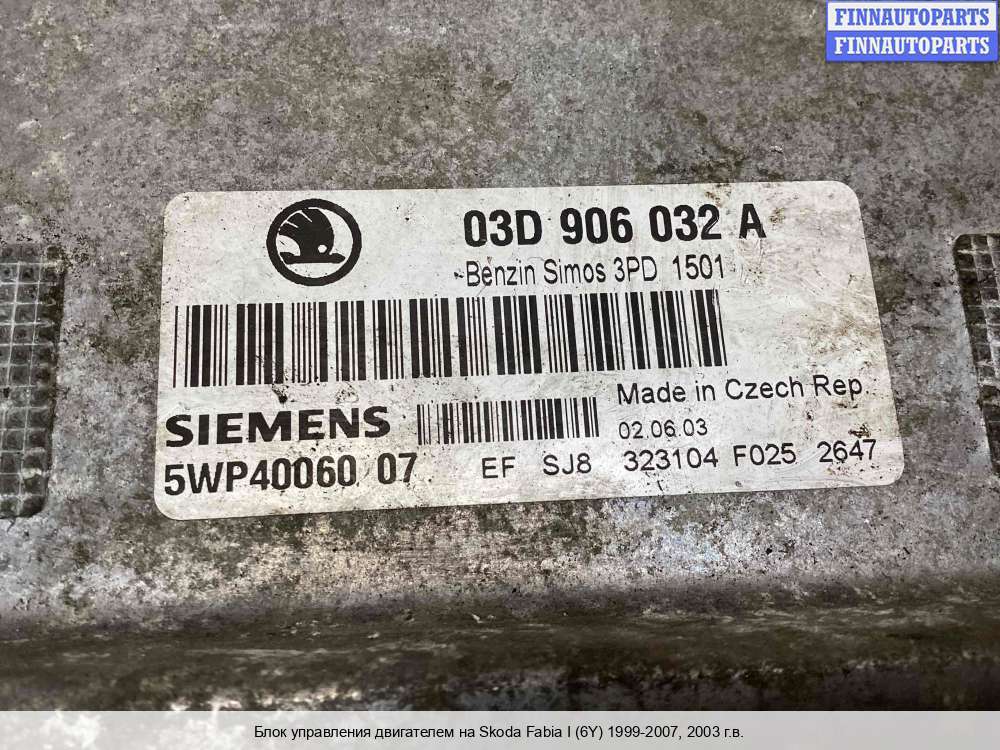 FINNAUTOPARTS
FINNAUTOPARTS
03D 906 032 A
Benzin Simos 3PD 1501
Made in Czech Rep.
SIEMENS
02.06.03
5WP40060 07 EF SJ8 323104 F025 2647
Блок управления двигателем на Skoda Fabia I (6Y) 1999-2007, 2003 г.в.